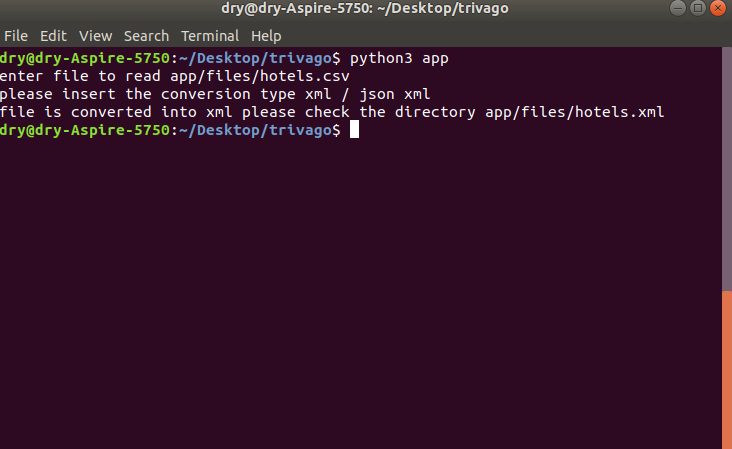 dry@dry-Aspire-5750: ~/Desktop/trivago
File Edit View Search Terminal Help
dry@dry-Aspire-5750:~/Desktop/trivago$ python3 app
enter file to read app/files/hotels.csv
please insert the conversion type xml / json xml
file is converted into xml please check the directory app/files/hotels.xml
dry@dry-Aspire-5750:~/Desktop/trivago$